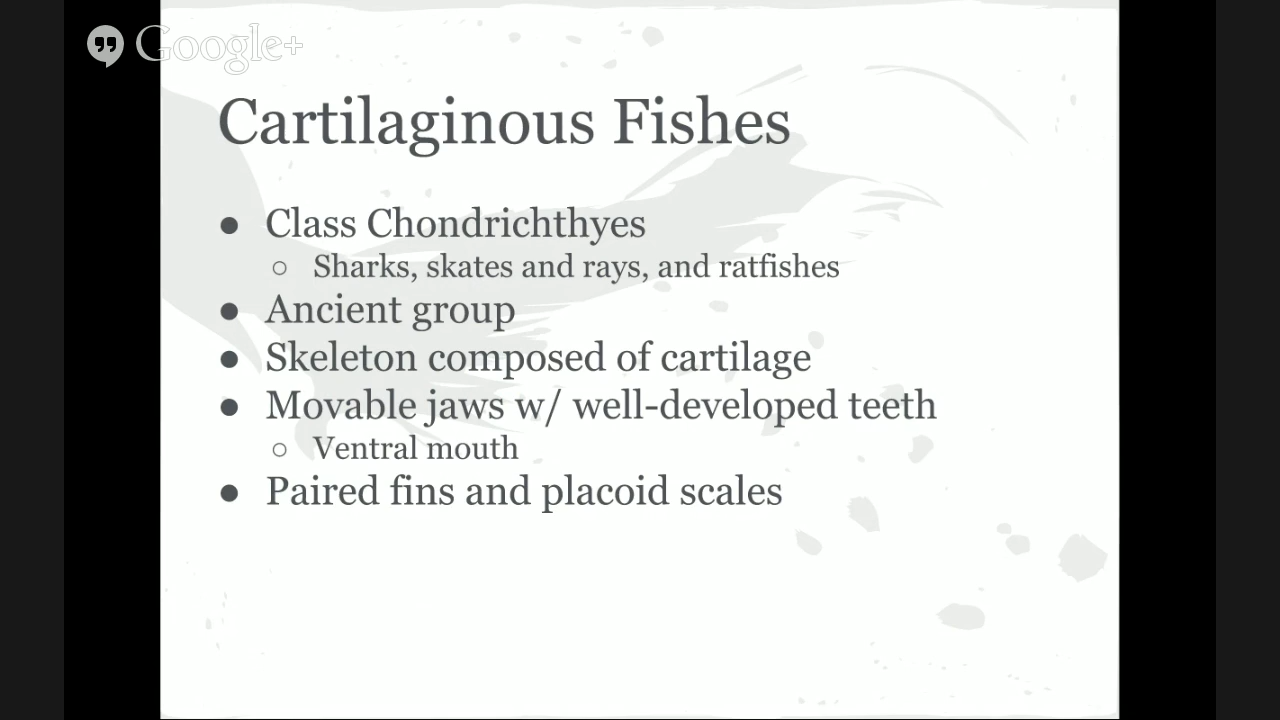 Google+
Cartilaginous Fishes
● Class Chondrichthyes
○ Sharks, skates and rays, and ratfishes
● Ancient group
● Skeleton composed of cartilage
● Movable jaws w/ well-developed teeth
○ Ventral mouth
● Paired fins and placoid scales